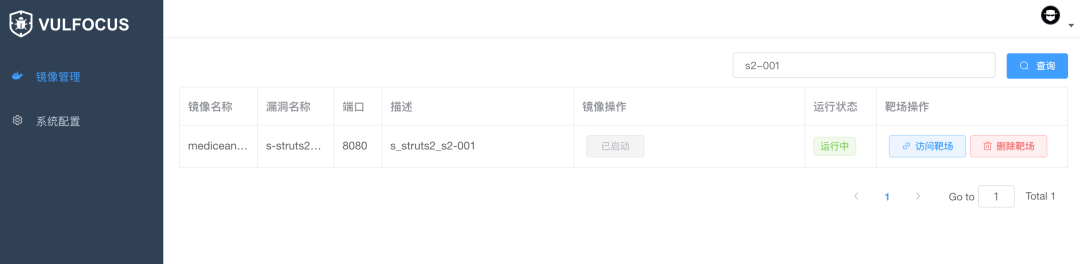 VULFOCUS
镜像管理
系统配置
s2-001
查询
镜像名称 漏洞名称 端口 描述 镜像操作 运行状态 靶场操作
medicean... s-struts2... 8080 s_struts2_s2-001 已启动 运行中 访问靶场 删除靶场
1 Go to 1 Total 1